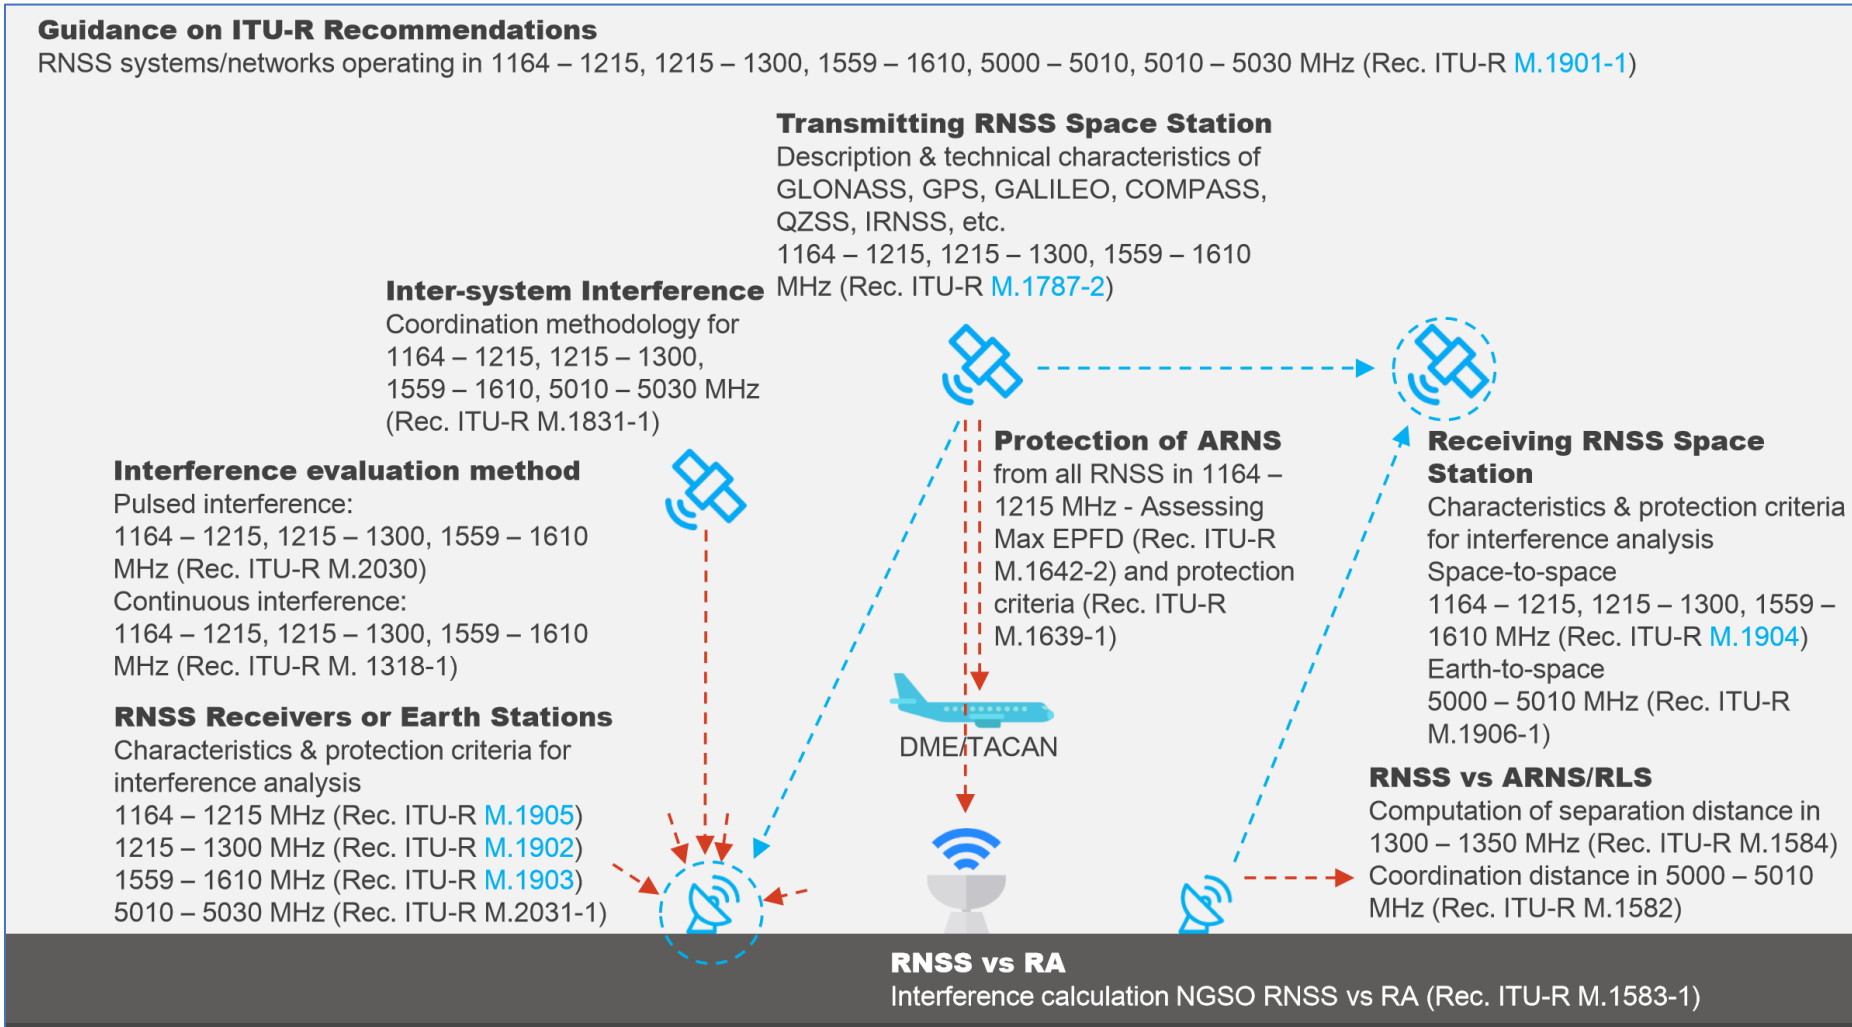 Guidance on ITU-R Recommendations
RNSS systems/networks operating in 1164 – 1215, 1215 – 1300, 1559 – 1610, 5000 – 5010, 5010 – 5030 MHz (Rec. ITU-R M.1901-1)
Transmitting RNSS Space Station
Description & technical characteristics of
GLONASS, GPS, GALILEO, COMPASS,
QZSS, IRNSS, etc.
1164 – 1215, 1215 – 1300, 1559 – 1610
MHz (Rec. ITU-R M.1787-2)
Inter-system Interference
Coordination methodology for
1164 – 1215, 1215 – 1300,
1559 – 1610, 5010 – 5030 MHz
(Rec. ITU-R M.1831-1)
Interference evaluation method
Pulsed interference:
1164 – 1215, 1215 – 1300, 1559 – 1610
MHz (Rec. ITU-R M.2030)
Continuous interference:
1164 – 1215, 1215 – 1300, 1559 – 1610
MHz (Rec. ITU-R M. 1318-1)
RNSS Receivers or Earth Stations
Characteristics & protection criteria for
interference analysis
1164 – 1215 MHz (Rec. ITU-R M.1905)
1215 – 1300 MHz (Rec. ITU-R M.1902)
1559 – 1610 MHz (Rec. ITU-R M.1903)
5010 – 5030 MHz (Rec. ITU-R M.2031-1)
Protection of ARNS
from all RNSS in 1164 –
1215 MHz - Assessing
Max EPFD (Rec. ITU-R
M.1642-2) and protection
criteria (Rec. ITU-R
M.1639-1)
DME/TACAN
Receiving RNSS Space
Station
Characteristics & protection criteria
for interference analysis
Space-to-space
1164 – 1215, 1215 – 1300, 1559 –
1610 MHz (Rec. ITU-R M.1904)
Earth-to-space
5000 – 5010 MHz (Rec. ITU-R
M.1906-1)
RNSS vs ARNS/RLS
Computation of separation distance in
1300 – 1350 MHz (Rec. ITU-R M.1584)
Coordination distance in 5000 – 5010
MHz (Rec. ITU-R M.1582)
RNSS vs RA
Interference calculation NGSO RNSS vs RA (Rec. ITU-R M.1583-1)